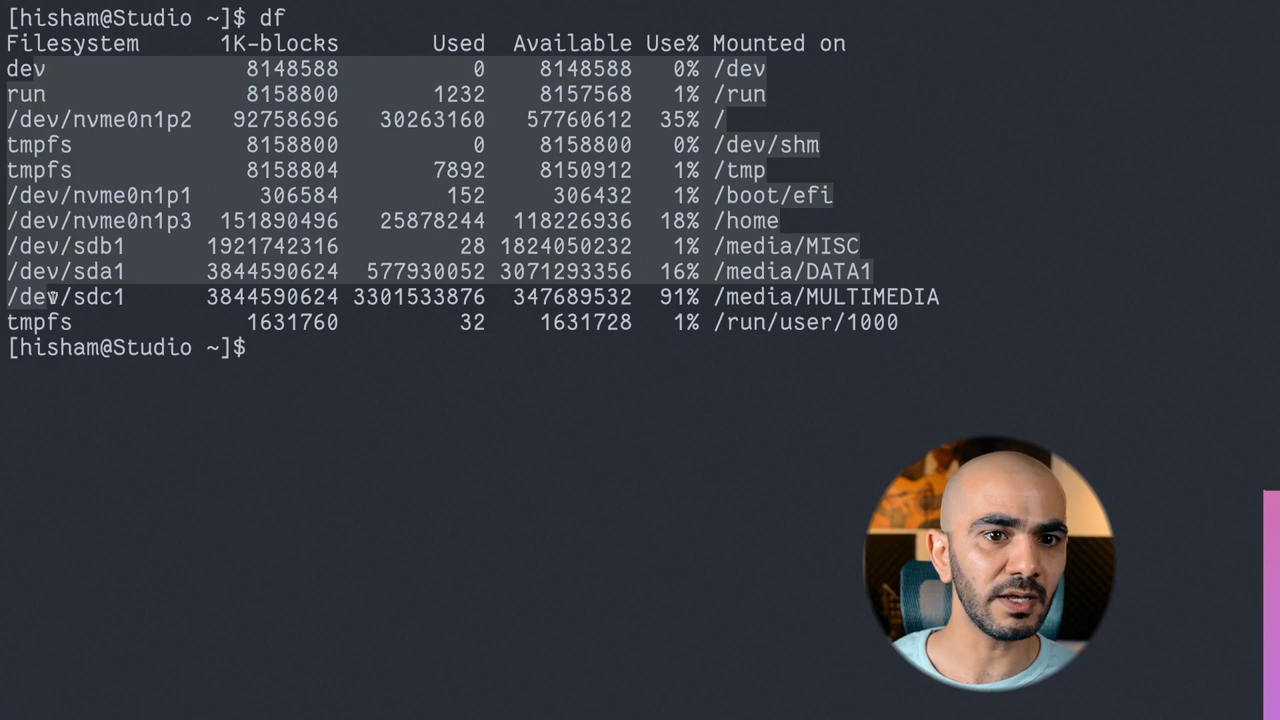 [hisham@Studio ~]$ df
Filesystem 1K-blocks Used Available Use% Mounted on
dev 8148588 0 8148588 0% /dev
run 8158800 1232 8157568 1% /run
/dev/nvme0n1p2 92758696 30263160 57760612 35% /
tmpfs 8158800 0 8158800 0% /dev/shm
tmpfs 8158804 7892 8150912 1% /tmp
/dev/nvme0n1p1 306584 152 306432 1% /boot/efi
/dev/nvme0n1p3 151890496 25878244 118226936 18% /home
/dev/sdb1 1921742316 28 1824050232 1% /media/MISC
/dev/sda1 3844590624 577930052 3071293356 16% /media/DATA1
/dev/sdc1 3844590624 3301533876 347689532 91% /media/MULTIMEDIA
tmpfs 1631760 32 1631728 1% /run/user/1000
[hisham@Studio ~]$